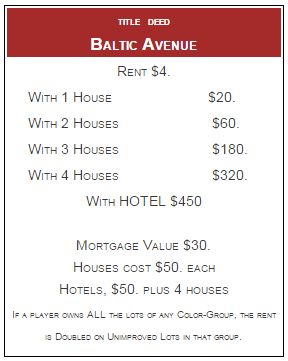 TITLE DEED
BALTIC AVENUE
RENT $4.
WITH 1 HOUSE $20.
WITH 2 HOUSES $60.
WITH 3 HOUSES $180.
WITH 4 HOUSES $320.
WITH HOTEL $450
MORTGAGE VALUE $30.
HOUSES COST $50. EACH
HOTELS, $50. PLUS 4 HOUSES
IF A PLAYER OWNS ALL THE LOTS OF ANY COLOR-GROUP, THE RENT
IS DOUBLED ON UNIMPROVED LOTS IN THAT GROUP.